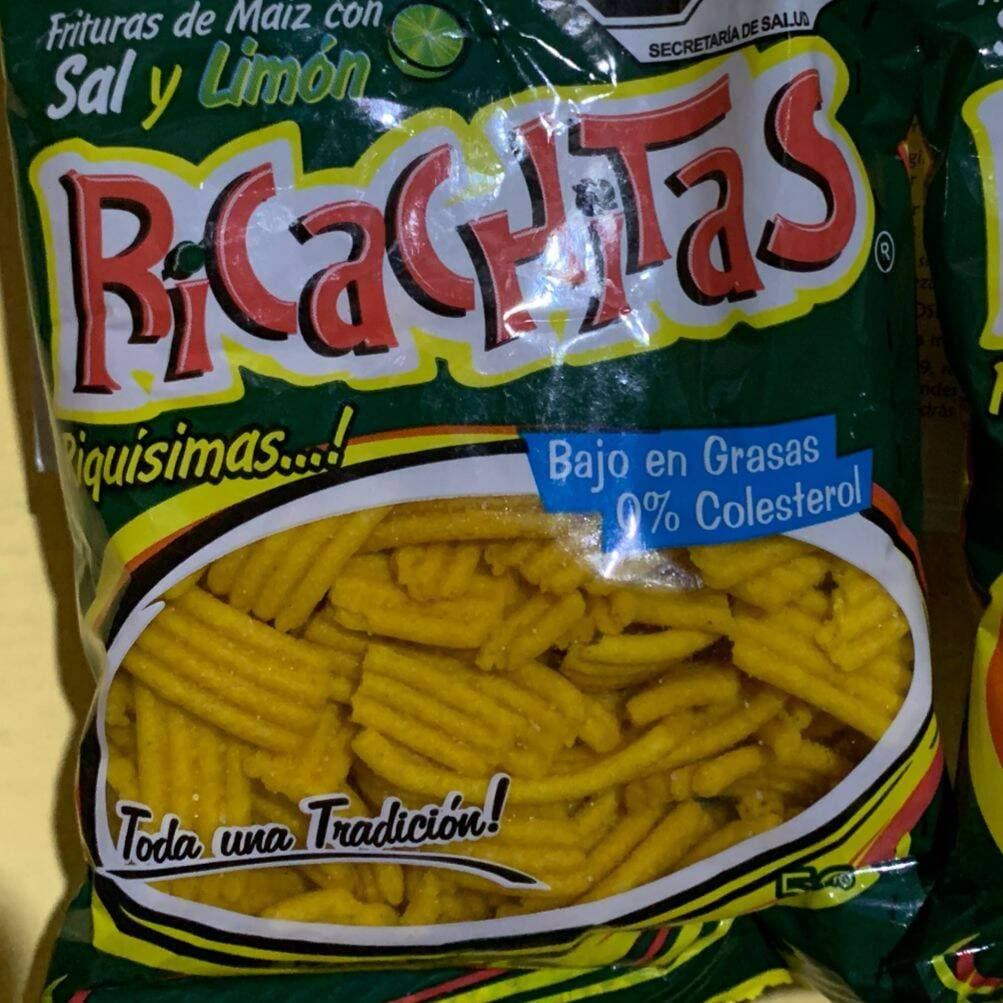 Frituras de Maíz con
Sal y Limón
SECRETARÍA DE SALUD
RICACHITAS
®
Riquísimas...!
Bajo en Grasas
0% Colesterol
Toda una Tradición!